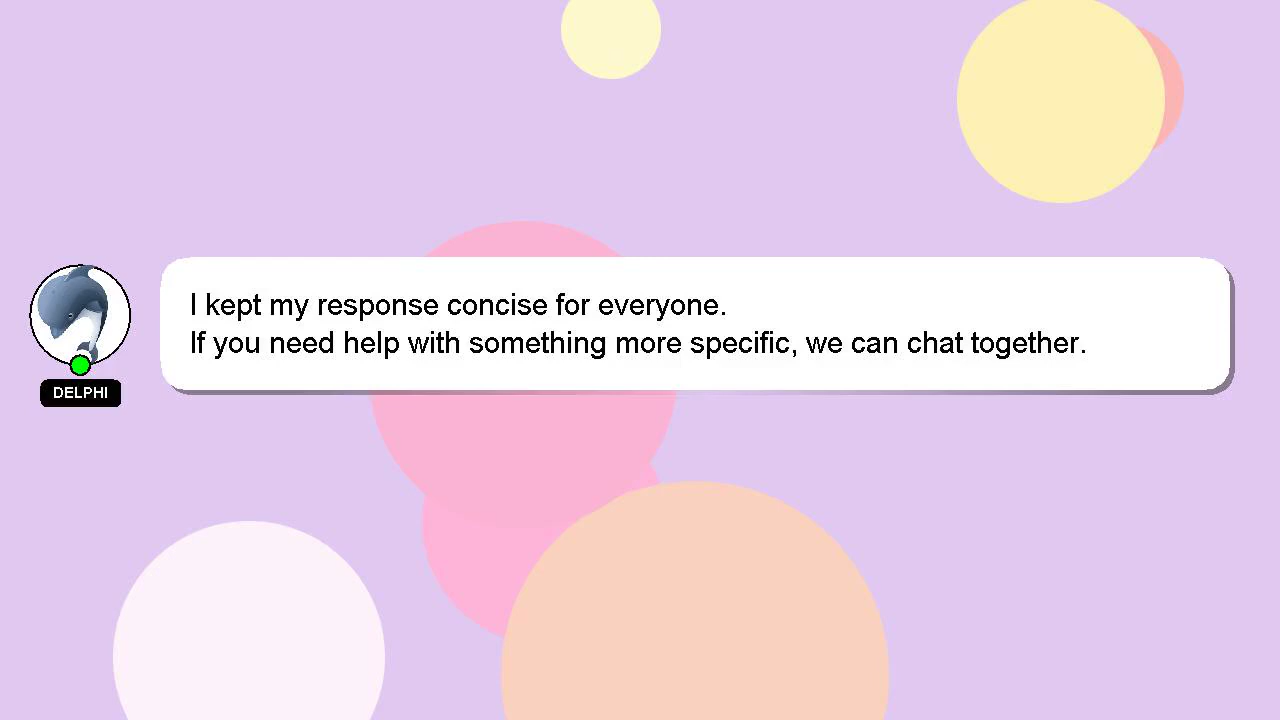 I kept my response concise for everyone.
If you need help with something more specific, we can chat together.
DELPHI